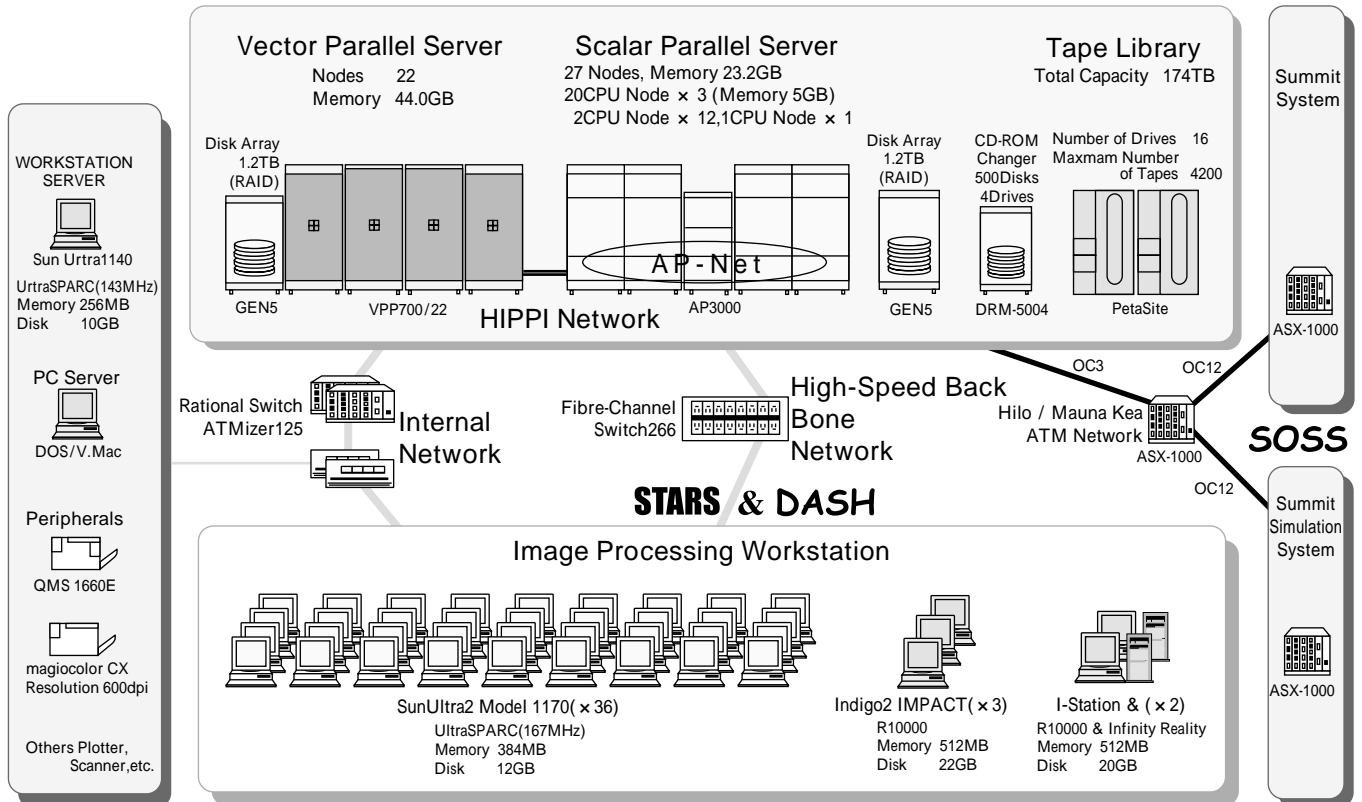 Vector Parallel Server
Nodes 22
Memory 44.0GB
Scalar Parallel Server
27 Nodes, Memory 23.2GB
20CPU Node × 3 (Memory 5GB)
2CPU Node × 12,1CPU Node × 1
Tape Library
Total Capacity 174TB
Disk Array
1.2TB
(RAID)
Disk Array
1.2TB
(RAID)
CD-ROM
Changer
500Disks
4Drives
Number of Drives 16
Maxmam Number
of Tapes 4200
AP-Net
GEN5
VPP700/22
AP3000
GEN5
DRM-5004
PetaSite
HIPPI Network
WORKSTATION
SERVER
Sun Urtra1140
UrtraSPARC(143MHz)
Memory 256MB
Disk 10GB
PC Server
DOS/V.Mac
Peripherals
QMS 1660E
magiocolor CX
Resolution 600dpi
Others Plotter,
Scanner,etc.
Rational Switch
ATMizer125
Internal
Network
Fibre-Channel
Switch266
High-Speed Back
Bone
Network
OC3
OC12
Hilo / Mauna Kea
ATM Network
ASX-1000
OC12
SOSS
STARS & DASH
Summit
System
ASX-1000
Summit
Simulation
System
ASX-1000
Image Processing Workstation
SunUltra2 Model 1170(×36)
UltraSPARC(167MHz)
Memory 384MB
Disk 12GB
Indigo2 IMPACT(×3)
R10000
Memory 512MB
Disk 22GB
I-Station & (×2)
R10000 & Infinity Reality
Memory 512MB
Disk 20GB